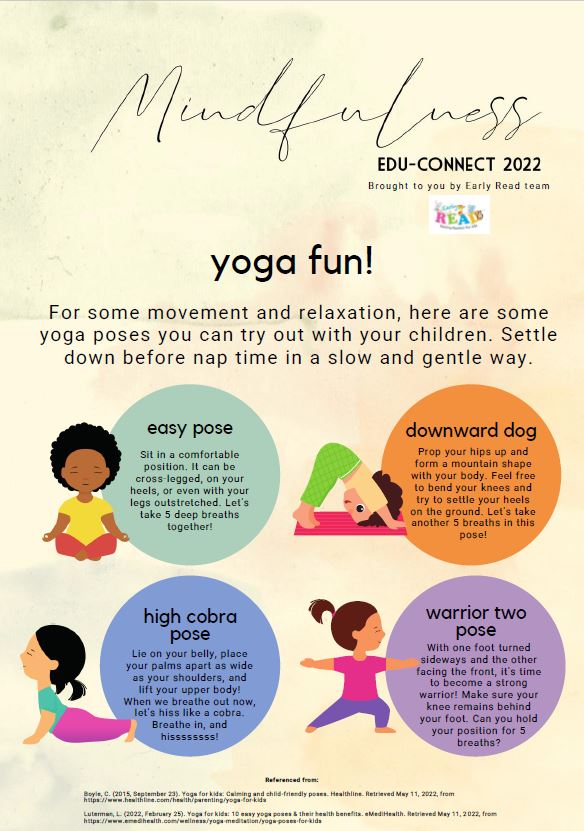 Mindfulness
EDU-CONNECT 2022
Brought to you by Early Read team
READ
yoga fun!
For some movement and relaxation, here are some
yoga poses you can try out with your children. Settle
down before nap time in a slow and gentle way.
easy pose
Sit in a comfortable
position. It can be
cross-legged, on your
heels, or even with your
legs outstretched. Let's
take 5 deep breaths
together!
downward dog
Prop your hips up and
form a mountain shape
with your body. Feel free
to bend your knees and
try to settle your heels
on the ground. Let's take
another 5 breaths in this
pose!
high cobra
pose
Lie on your belly, place
your palms apart as wide
as your shoulders, and
lift your upper body!
When we breathe out now,
let's hiss like a cobra.
Breathe in, and
hissssssss!
warrior two
pose
With one foot turned
sideways and the other
facing the front, it's time
to become a strong
warrior! Make sure your
knee remains behind
your foot. Can you hold
your position for 5
breaths?
Referenced from:
Boyle, C. (2015, September 23). Yoga for kids: Calming and child-friendly poses. Healthline. Retrieved May 11, 2022, from
https://www.healthline.com/health/parenting/yoga-for-kids
Luterman, L. (2022, February 25). Yoga for kids: 10 easy yoga poses & their health benefits. eMediHealth. Retrieved May 11, 2022, from
https://www.emedihealth.com/wellness/yoga-meditation/yoga-poses-for-kids